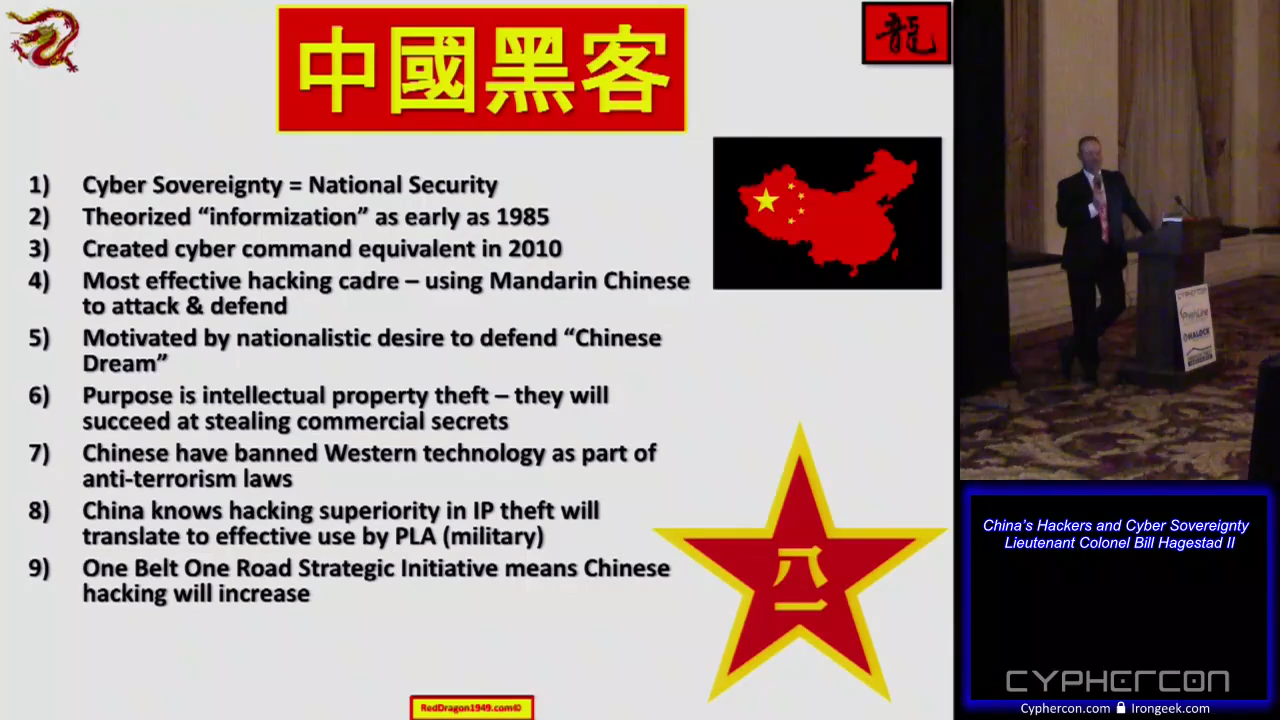 中國黑客
龍
1) Cyber Sovereignty = National Security
2) Theorized “informization” as early as 1985
3) Created cyber command equivalent in 2010
4) Most effective hacking cadre – using Mandarin Chinese
to attack & defend
5) Motivated by nationalistic desire to defend “Chinese
Dream”
6) Purpose is intellectual property theft – they will
succeed at stealing commercial secrets
7) Chinese have banned Western technology as part of
anti-terrorism laws
8) China knows hacking superiority in IP theft will
translate to effective use by PLA (military)
9) One Belt One Road Strategic Initiative means Chinese
hacking will increase
八一
RedDragon1949.com©
CYPHERCON
China’s Hackers and Cyber Sovereignty
Lieutenant Colonel Bill Hagestad II
CYPHERCON
Cyphercon.com Irongeek.com